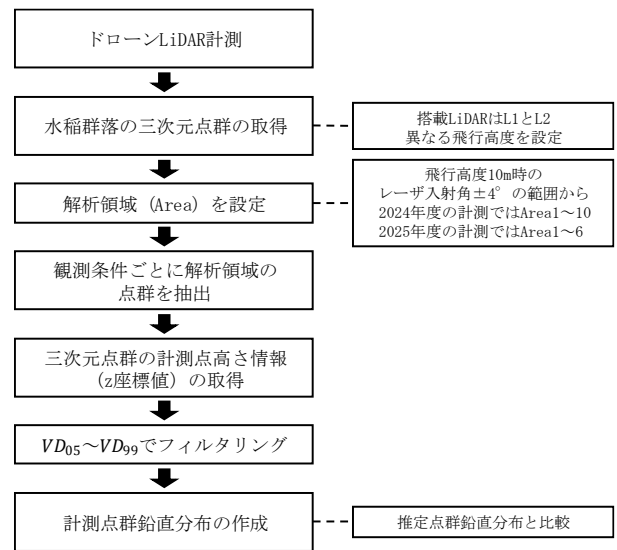 ドローンLiDAR計測
水稲群落の三次元点群の取得
搭載LiDARはL1とL2
異なる飛行高度を設定
解析領域（Area）を設定
飛行高度10m時の
レーザ入射角±4°の範囲から
2024年度の計測ではArea1～10
2025年度の計測ではArea1～6
観測条件ごとに解析領域の
点群を抽出
三次元点群の計測点高さ情報
（z座標値）の取得
VD₀₅～VD₉₉でフィルタリング
計測点群鉛直分布の作成
推定点群鉛直分布と比較